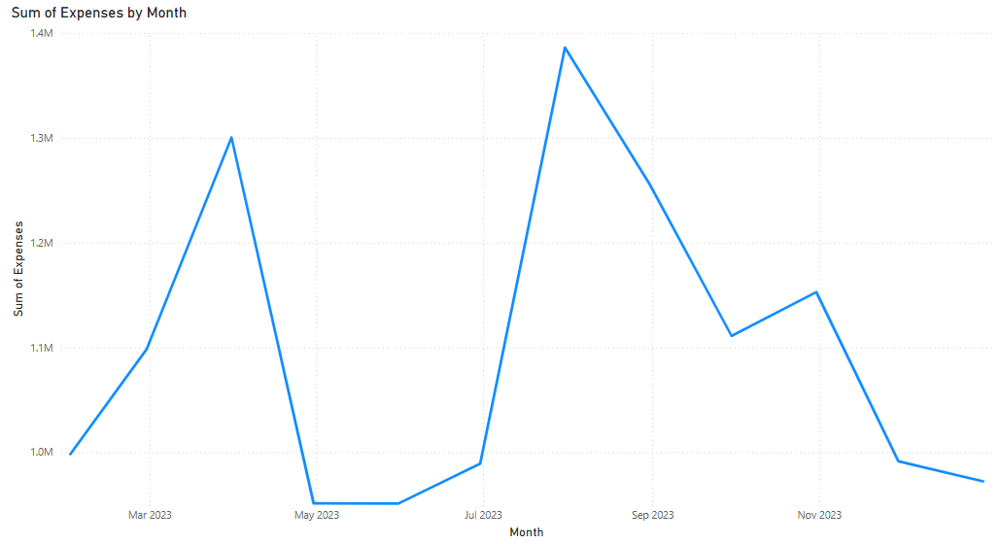 Sum of Expenses by Month
1.4M
1.3M
1.2M
1.1M
1.0M
Sum of Expenses
Mar 2023
May 2023
Jul 2023
Sep 2023
Nov 2023
Month